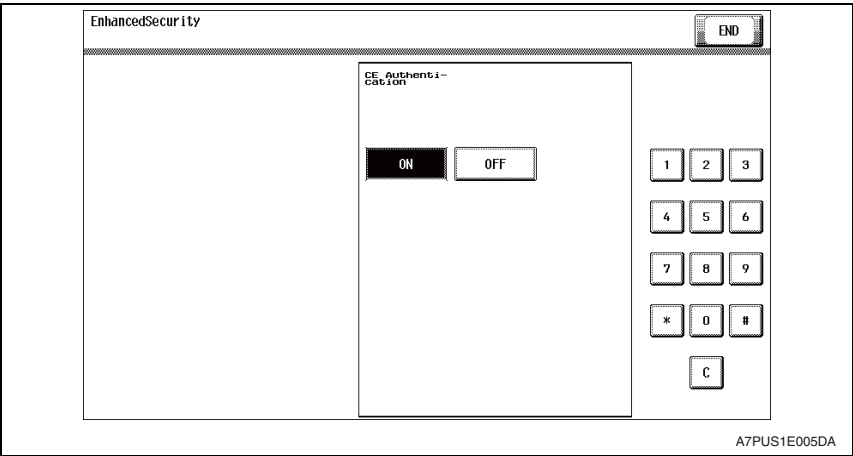 EnhancedSecurity
END
CE Authenti-
cation
ON OFF
1 2 3
4 5 6
7 8 9
* 0 #
C
A7PUS1E005DA